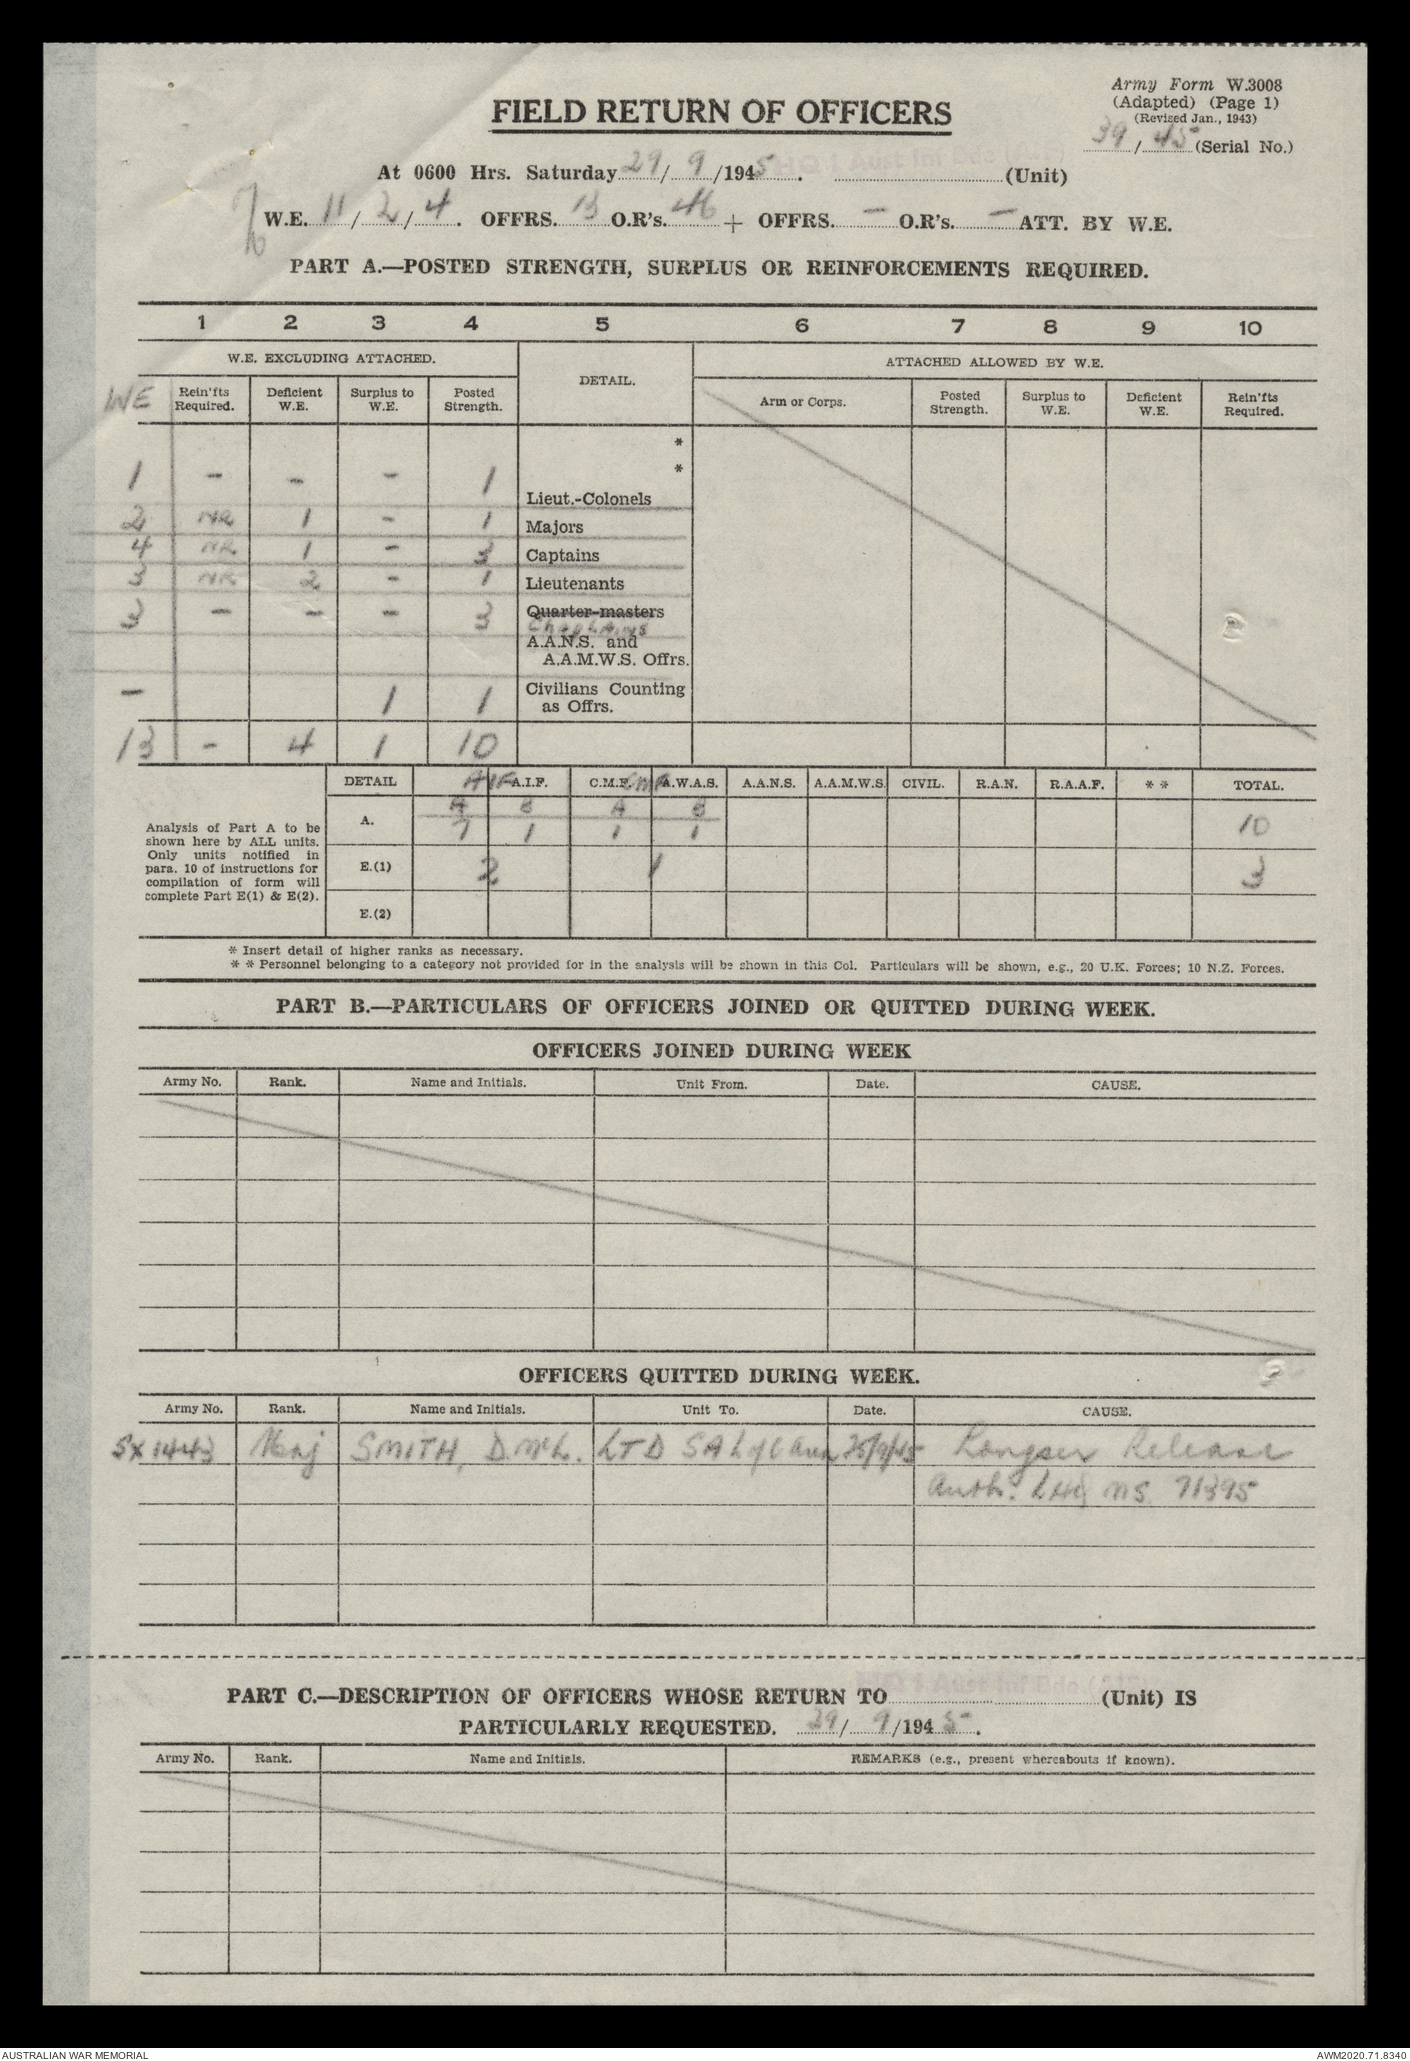 Army Form W.3008
(Adapted) (Page 1)
(Revised Jan., 1943)
39/45 (Serial No.)
FIELD RETURN OF OFFICERS
At 0600 Hrs. Saturday 29/9/1945. HQ 1 Aust Inf Bde (Unit)
W.E. 11/2/4. OFFRS. 13 O.R's. 46 + OFFRS. — O.R's. — ATT. BY W.E.
PART A.—POSTED STRENGTH, SURPLUS OR REINFORCEMENTS REQUIRED.
1 2 3 4 5 6 7 8 9 10
W.E. EXCLUDING ATTACHED. DETAIL. ATTACHED ALLOWED BY W.E.
WE Rein'fts Required. Deficient W.E. Surplus to W.E. Posted Strength. Arm or Corps. Posted Strength. Surplus to W.E. Deficient W.E. Rein'fts Required.
*
*
1 - - - 1 Lieut.-Colonels
2 NR 1 - 1 Majors
4 NR 1 - 3 Captains
3 NR 2 - 1 Lieutenants
3 - - - 3 Quarter-masters
Chaplains
A.A.N.S. and
A.A.M.W.S. Offrs.
- 1 1 Civilians Counting
as Offrs.
13 - 4 1 10
DETAIL AIF A.I.F. C.M.F. CMF A.W.A.S. A.A.N.S. A.A.M.W.S. CIVIL. R.A.N. R.A.A.F. * * TOTAL.
A B A B
A. 7 1 1 1 10
E.(1) 2 1 3
E.(2)
Analysis of Part A to be
shown here by ALL units.
Only units notified in
para. 10 of instructions for
compilation of form will
complete Part E(1) & E(2).
* Insert detail of higher ranks as necessary.
* * Personnel belonging to a category not provided for in the analysis will be shown in this Col. Particulars will be shown, e.g., 20 U.K. Forces; 10 N.Z. Forces.
PART B.—PARTICULARS OF OFFICERS JOINED OR QUITTED DURING WEEK.
OFFICERS JOINED DURING WEEK
Army No. Rank. Name and Initials. Unit From. Date. CAUSE.
OFFICERS QUITTED DURING WEEK.
Army No. Rank. Name and Initials. Unit To. Date. CAUSE.
SX1443 Maj SMITH, D.McL. LTD SA L of C Area 25/9/45 Longser Release
Auth: LHQ MS. 71395
PART C.—DESCRIPTION OF OFFICERS WHOSE RETURN TO HQ 1 Aust Inf Bde (AIF) (Unit) IS
PARTICULARLY REQUESTED. 29/9/1945.
Army No. Rank. Name and Initials. REMARKS (e.g., present whereabouts if known).
AUSTRALIAN WAR MEMORIAL
AWM2020.71.8340